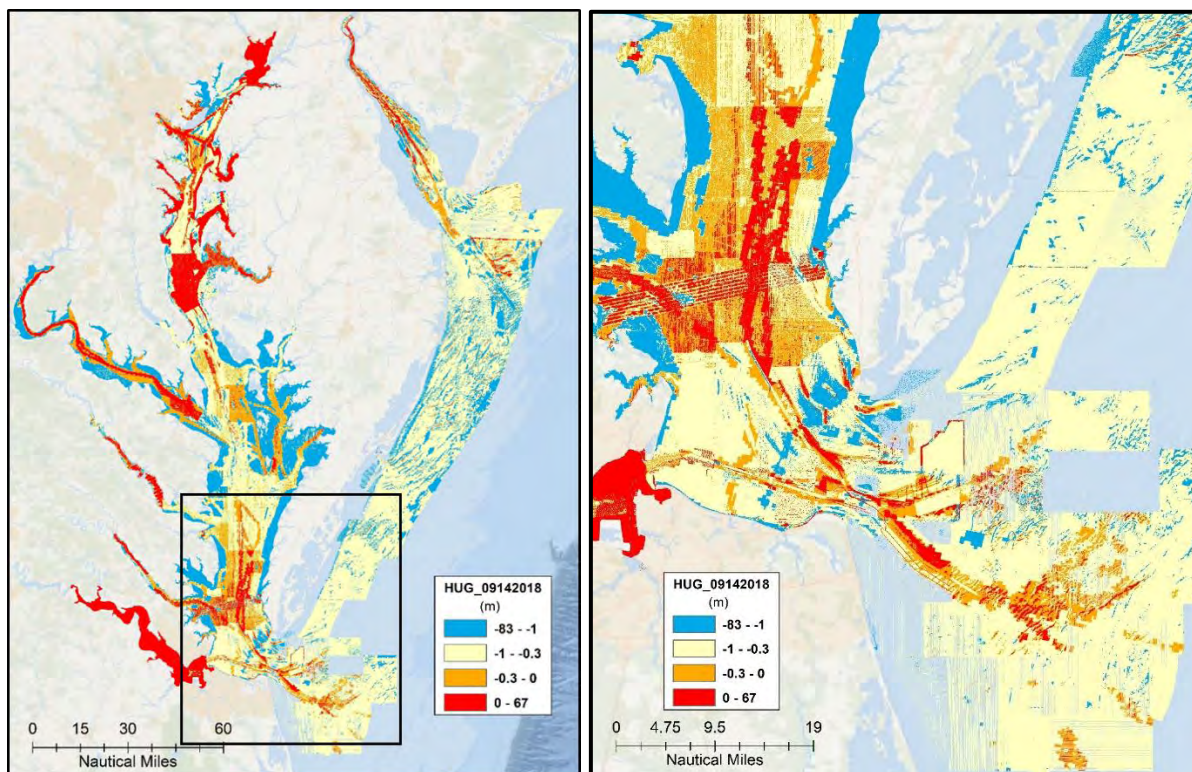 HUG_09142018
(m)
-83 - -1
-1 - -0.3
-0.3 - 0
0 - 67
0 15 30 60
Nautical Miles
HUG_09142018
(m)
-83 - -1
-1 - -0.3
-0.3 - 0
0 - 67
0 4.75 9.5 19
Nautical Miles